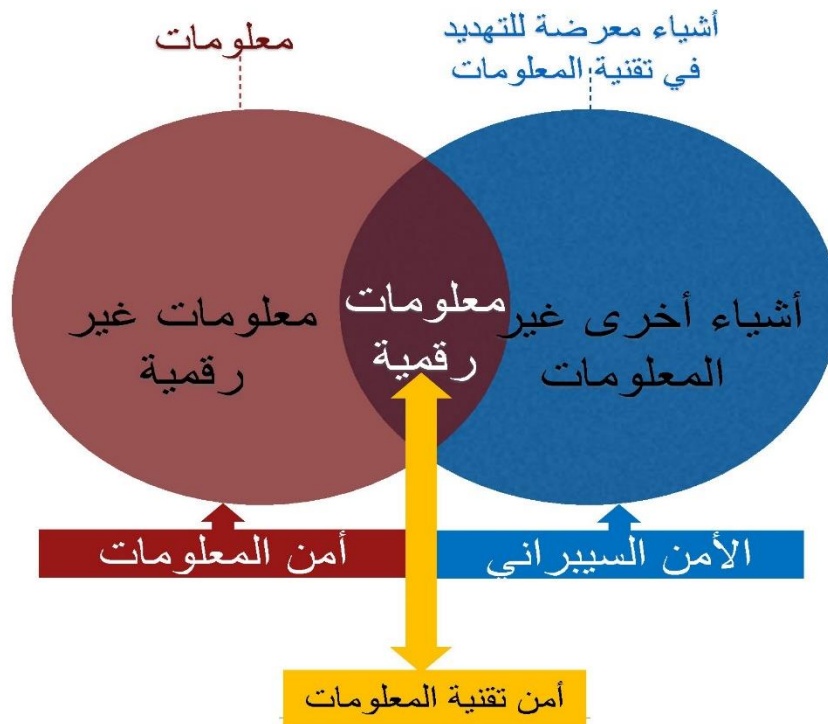 أشياء معرضة للتهديد
في تقنية المعلومات
معلومات
أشياء أخرى غير
المعلومات
معلومات
رقمية
معلومات غير
رقمية
الأمن السيبراني
أمن المعلومات
أمن تقنية المعلومات